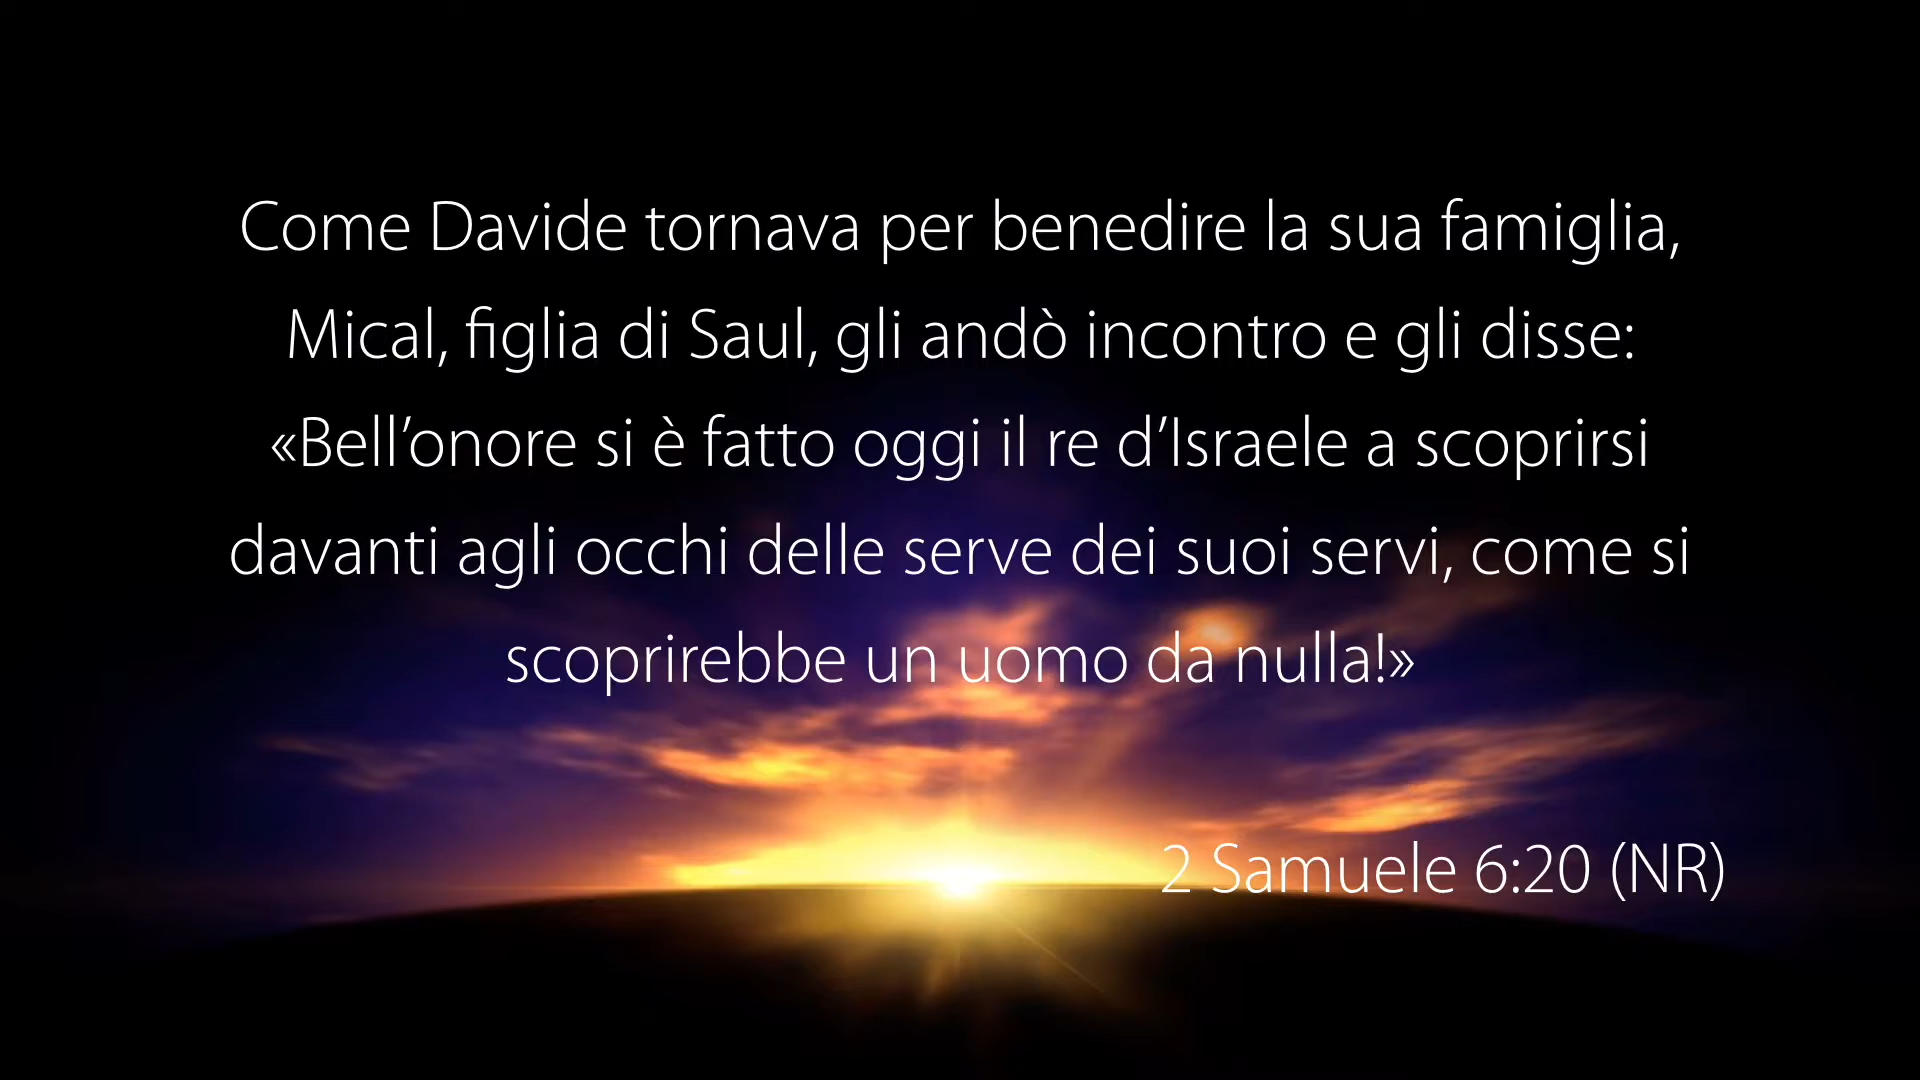 Come Davide tornava per benedire la sua famiglia,
Mical, figlia di Saul, gli andò incontro e gli disse:
«Bell’onore si è fatto oggi il re d’Israele a scoprirsi
davanti agli occhi delle serve dei suoi servi, come si
scoprirebbe un uomo da nulla!»
2 Samuele 6:20 (NR)